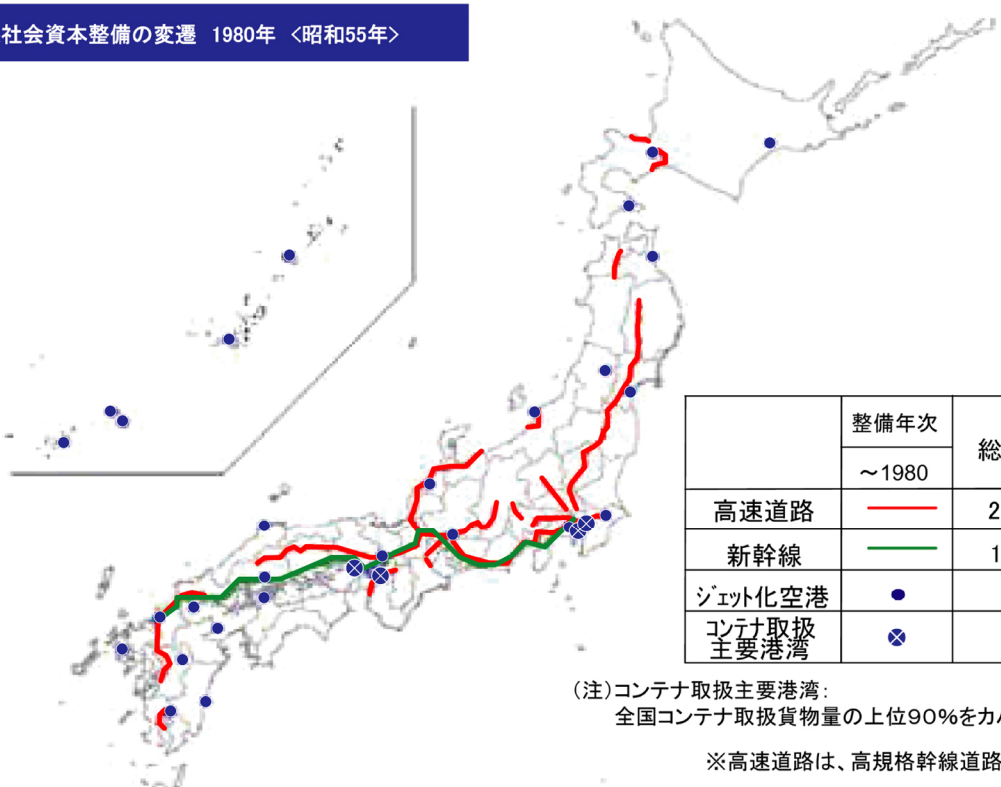 社会資本整備の変遷 1980年 <昭和55年>
整備年次
総
～1980
高速道路
2
新幹線
1
ジェット化空港
コンテナ取扱
主要港湾
(注)コンテナ取扱主要港湾:
全国コンテナ取扱貨物量の上位90%をカバ
※高速道路は、高規格幹線道路